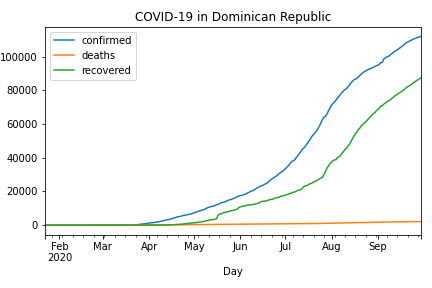 COVID-19 in Dominican Republic
confirmed
deaths
recovered
100000
80000
60000
40000
20000
0
Feb Mar Apr May Jun Jul Aug Sep
2020
Day